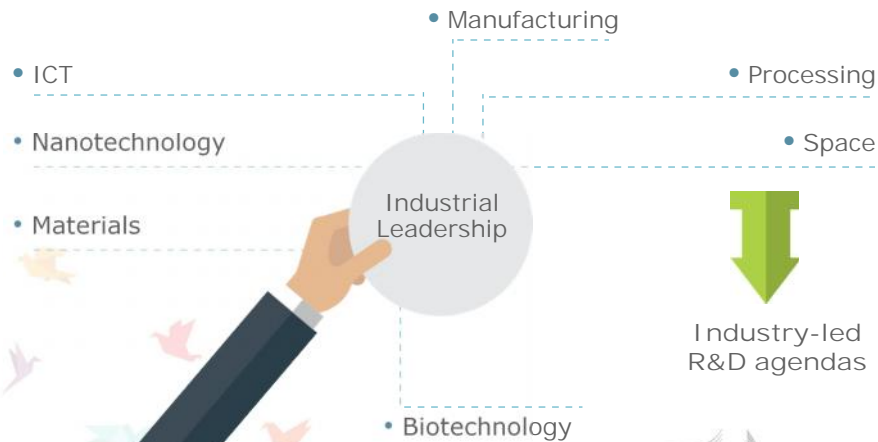 • Manufacturing
• ICT
• Processing
• Nanotechnology
• Space
• Materials
Industrial
Leadership
Industry-led
R&D agendas
• Biotechnology